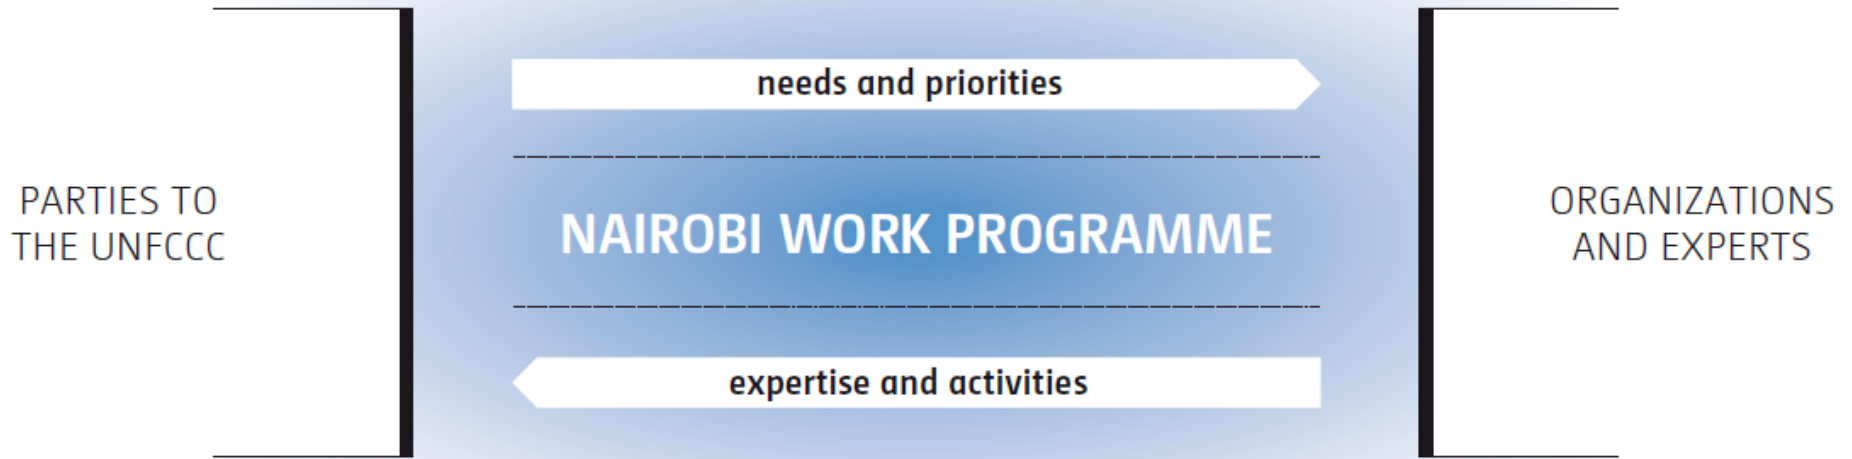 needs and priorities
PARTIES TO
THE UNFCCC
NAIROBI WORK PROGRAMME
ORGANIZATIONS
AND EXPERTS
expertise and activities